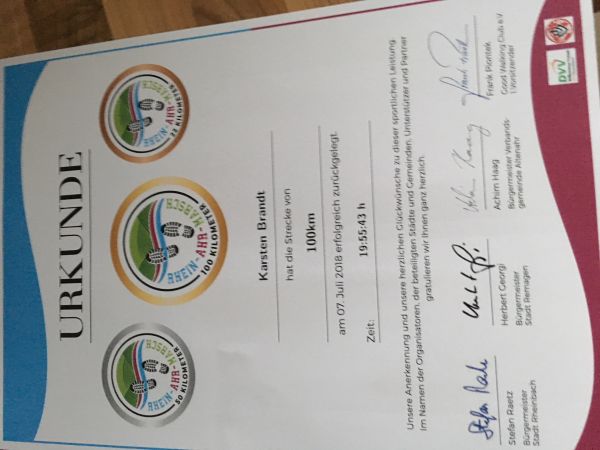 URKUNDE
RHEIN-AHR-MARSCH
50 KILOMETER
RHEIN-AHR-MARSCH
100 KILOMETER
RHEIN-AHR-MARSCH
Karsten Brandt
hat die Strecke von
100km
am 07. Juli 2018 erfolgreich zurückgelegt.
Zeit: 19:55:43 h
Unsere Anerkennung und unsere herzlichen Glückwünsche zu dieser sportlichen Leistung.
Im Namen der Organisatoren, der beteiligten Städte und Gemeinden, Unterstützer und Partner
gratulieren wir Ihnen ganz herzlich.
Stefan Raetz
Bürgermeister
Stadt Rheinbach
Herbert Georgi
Bürgermeister
Stadt Remagen
Achim Haag
Bürgermeister Verbands-
gemeinde Altenahr
Frank Piontek
Good Walking Club e.V
1. Vorsitzender
DVV